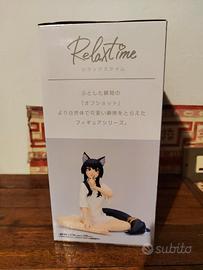 Relax time
リラックスタイム
ふとした瞬間の
「オフショット」
より自然体で可愛い瞬間をとらえた
フィギュアシリーズ。
subito